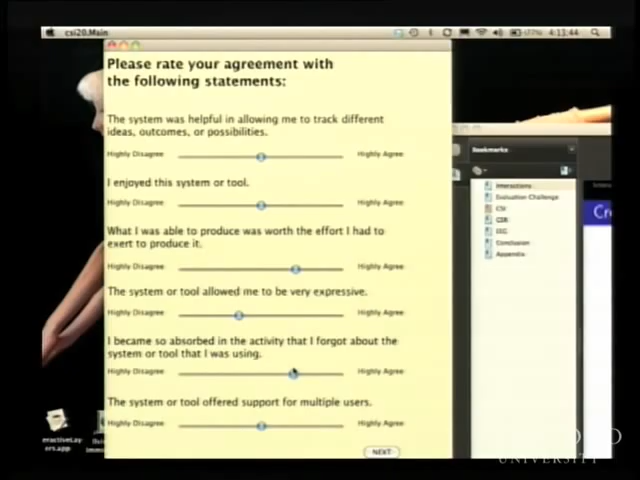 csi20.Main
4:13:44
Please rate your agreement with
the following statements:
The system was helpful in allowing me to track different
ideas, outcomes, or possibilities.
Highly Disagree Highly Agree
I enjoyed this system or tool.
Highly Disagree Highly Agree
What I was able to produce was worth the effort I had to
exert to produce it.
Highly Disagree Highly Agree
The system or tool allowed me to be very expressive.
Highly Disagree Highly Agree
I became so absorbed in the activity that I forgot about the
system or tool that I was using.
Highly Disagree Highly Agree
The system or tool offered support for multiple users.
Highly Disagree Highly Agree
NEXT
Bookmarks
Interactions
Evaluation Challenge
CSI
CER
Conclusion
Appendix
Cr
UNIVERSITY